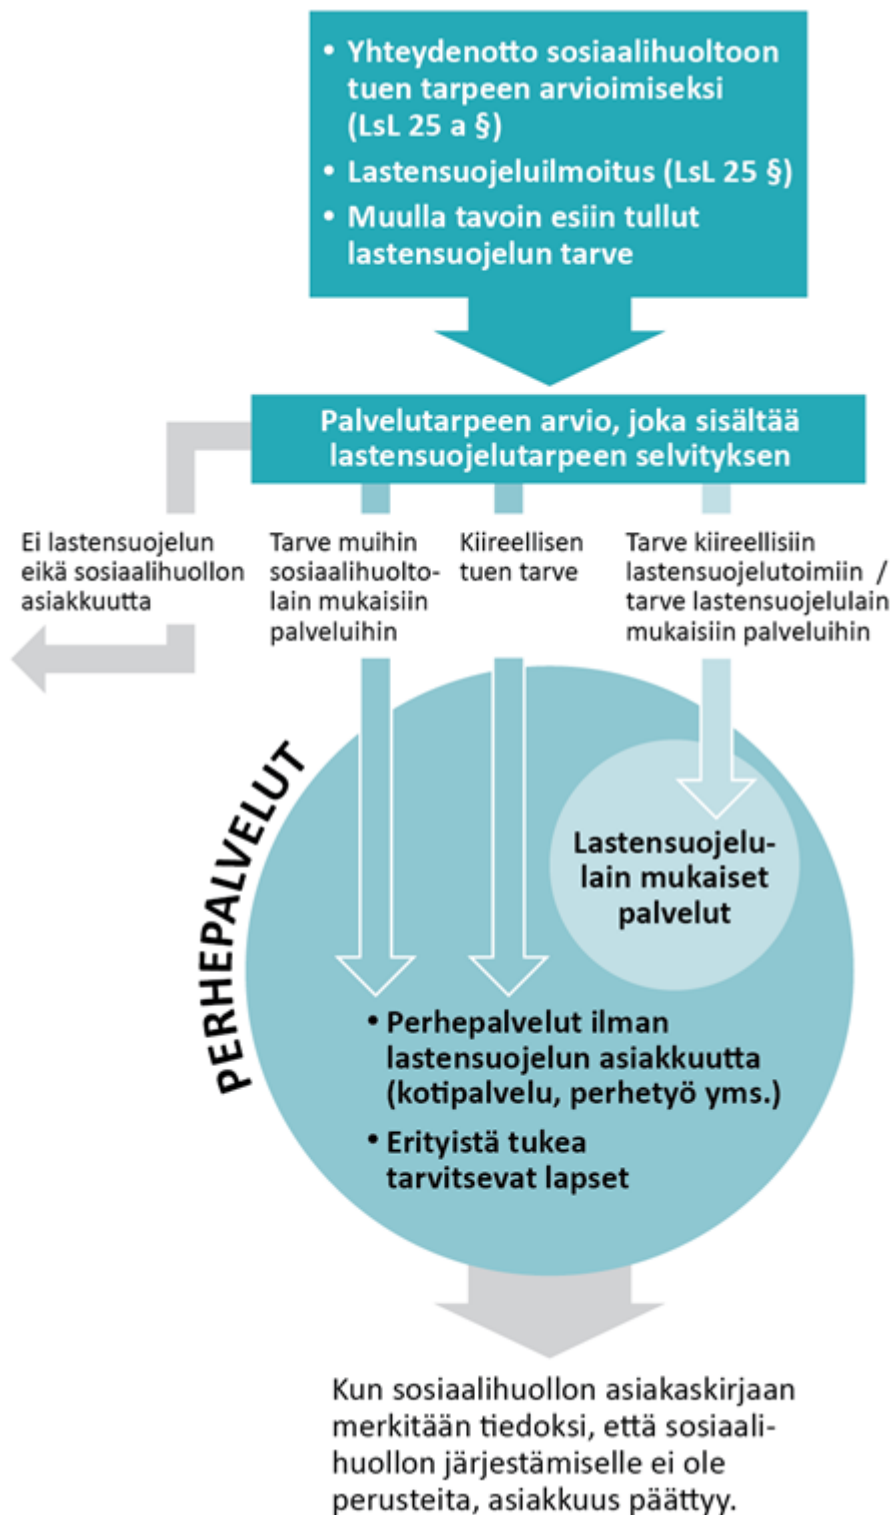 • Yhteydenotto sosiaalihuoltoon
tuen tarpeen arvioimiseksi
(LsL 25 a §)
• Lastensuojeluilmoitus (LsL 25 §)
• Muulla tavoin esiin tullut
lastensuojelun tarve
Palvelutarpeen arvio, joka sisältää
lastensuojelutarpeen selvityksen
Ei lastensuojelun
eikä sosiaalihuollon
asiakkuutta
Tarve muihin
sosiaalihuolto-
lain mukaisiin
palveluihin
Kiireellisen
tuen tarve
Tarve kiireellisiin
lastensuojelutoimiin /
tarve lastensuojelulain
mukaisiin palveluihin
PERHEPALVELUT
Lastensuojelu-
lain mukaiset
palvelut
• Perhepalvelut ilman
lastensuojelun asiakkuutta
(kotipalvelu, perhetyö yms.)
• Erityistä tukea
tarvitsevat lapset
Kun sosiaalihuollon asiakaskirjaan
merkitään tiedoksi, että sosiaali-
huollon järjestämiselle ei ole
perusteita, asiakkuus päättyy.